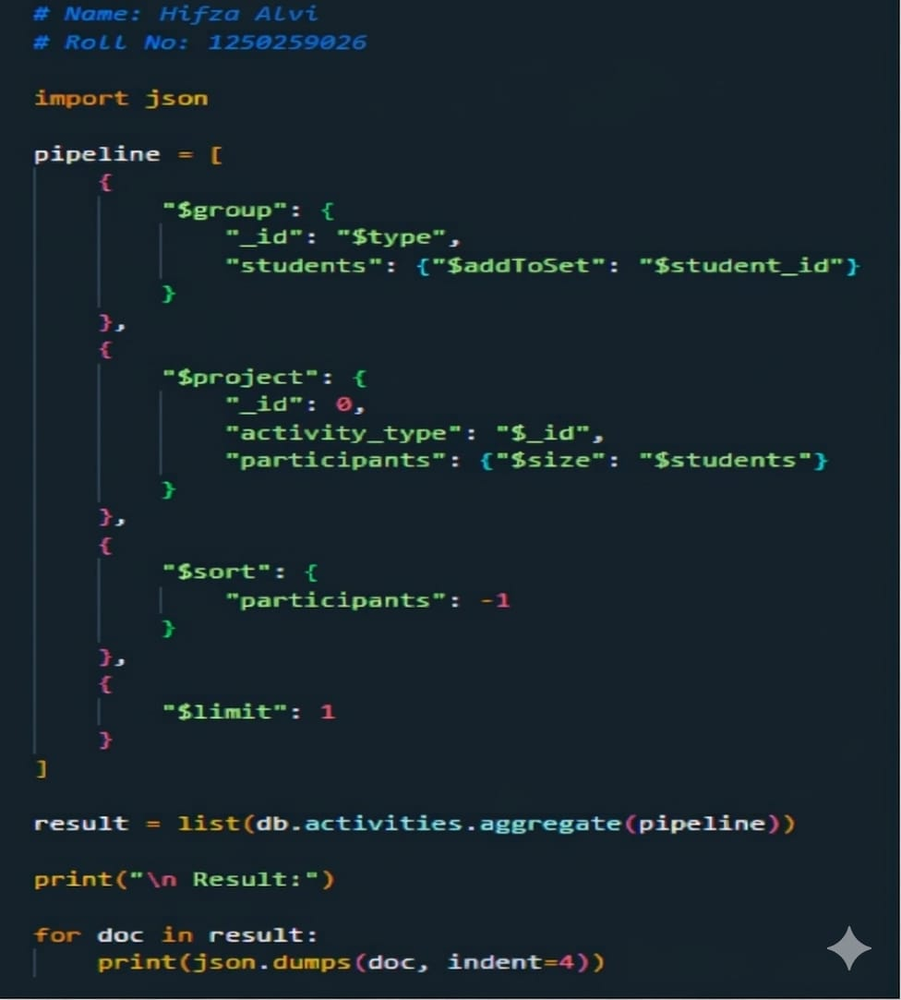 # Name: Hifza Alvi
# Roll No: 1250259026
import json
pipeline = [
    {
        "$group": {
            "_id": "$type",
            "students": {"$addToSet": "$student_id"}
        }
    },
    {
        "$project": {
            "_id": 0,
            "activity_type": "$_id",
            "participants": {"$size": "$students"}
        }
    },
    {
        "$sort": {
            "participants": -1
        }
    },
    {
        "$limit": 1
    }
]
result = list(db.activities.aggregate(pipeline))
print("\n Result:")
for doc in result:
    print(json.dumps(doc, indent=4))